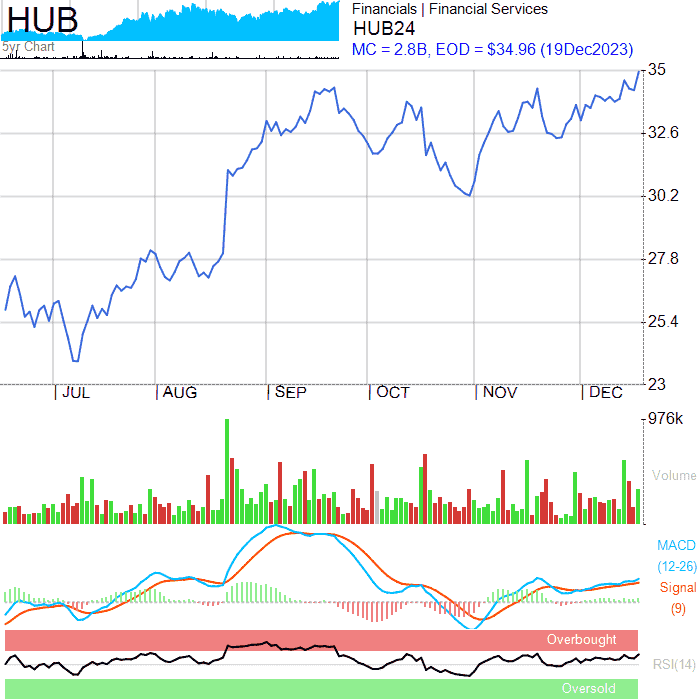 HUB
5yr Chart
Financials | Financial Services
HUB24
MC = 2.8B, EOD = $34.96 (19Dec2023)
35
32.6
30.2
27.8
25.4
23
JUL AUG SEP OCT NOV DEC
976k
Volume
MACD
(12-26)
Signal
(9)
Overbought
RSI(14)
Oversold